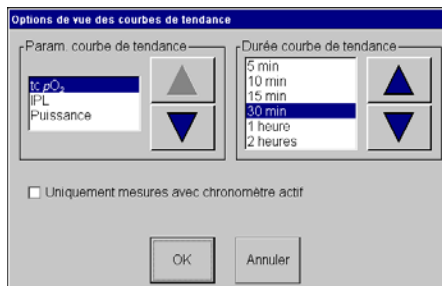 Options de vue des courbes de tendance
Param. courbe de tendance
tc pO₂
IPL
Puissance
Durée courbe de tendance
5 min
10 min
15 min
30 min
1 heure
2 heures
Uniquement mesures avec chronomètre actif
OK
Annuler